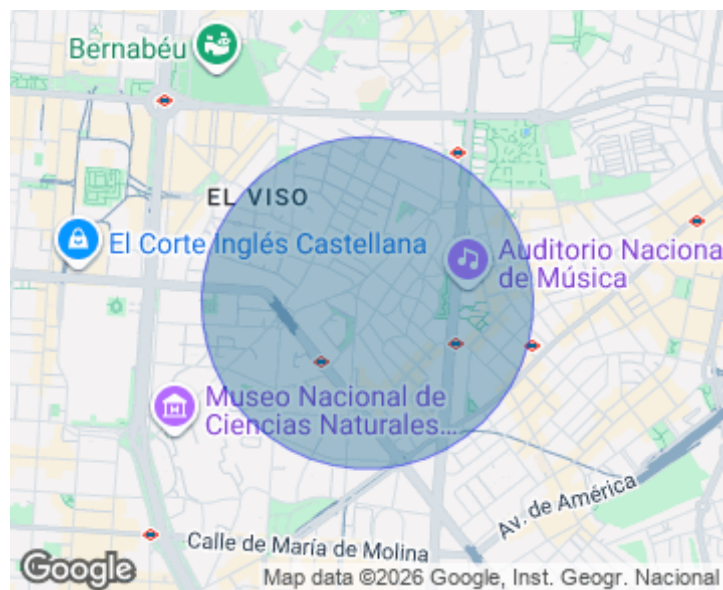 Bernabéu
EL VISO
El Corte Inglés Castellana
Auditorio Naciona
de Música
Museo Nacional de
Ciencias Naturales...
Av. de América
Calle de María de Molina
Google
Map data ©2026 Google, Inst. Geogr. Nacional